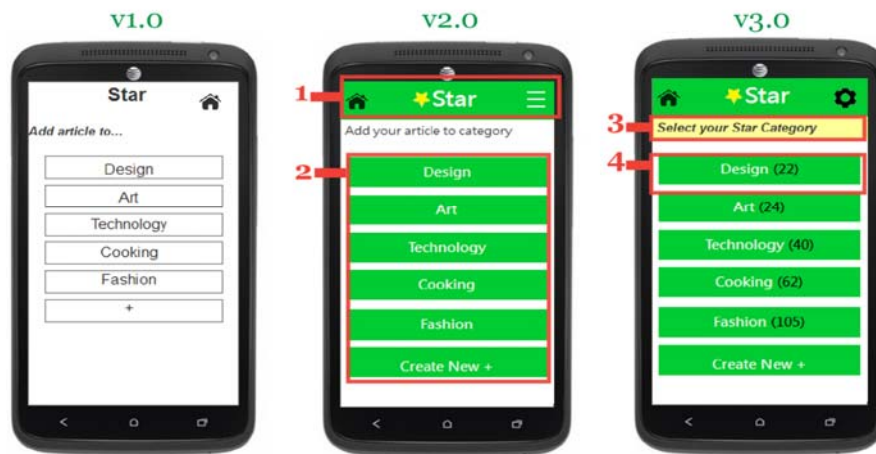 v1.0
Star
Add article to...
Design
Art
Technology
Cooking
Fashion
+
v2.0
1
Star
Add your article to category
2
Design
Art
Technology
Cooking
Fashion
Create New +
v3.0
Star
3
Select your Star Category
4
Design (22)
Art (24)
Technology (40)
Cooking (62)
Fashion (105)
Create New +